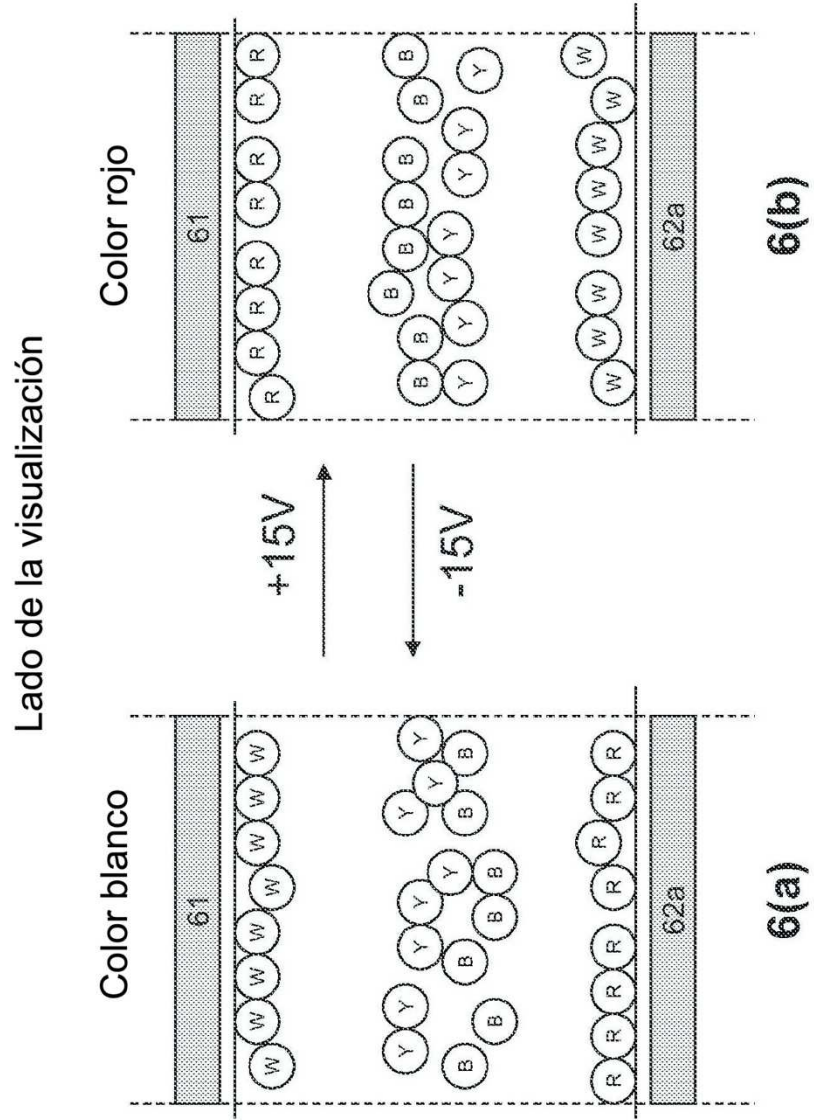 Lado de la visualización
Color blanco
61
W W W W W W W W
Y Y Y Y Y Y Y Y
B B B B B B B
R R R R R R R R
62a
6(a)
+15V
-15V
Color rojo
61
R R R R R R R R
B B B B B B B B
Y Y Y Y Y Y Y
W W W W W W W W
62a
6(b)